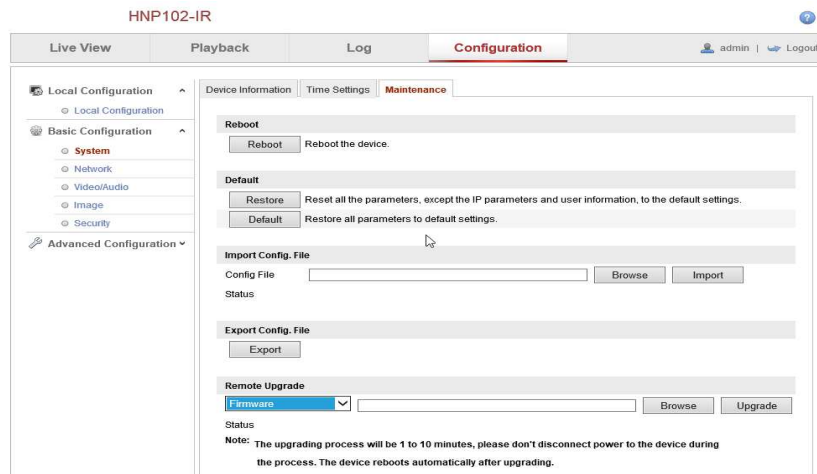 HNP102-IR
Live View Playback Log Configuration admin | Logout
Local Configuration
Local Configuration
Basic Configuration
System
Network
Video/Audio
Image
Security
Advanced Configuration
Device Information Time Settings Maintenance
Reboot
Reboot Reboot the device.
Default
Restore Reset all the parameters, except the IP parameters and user information, to the default settings.
Default Restore all parameters to default settings.
Import Config. File
Config File Browse Import
Status
Export Config. File
Export
Remote Upgrade
Firmware Browse Upgrade
Status
Note: The upgrading process will be 1 to 10 minutes, please don't disconnect power to the device during
the process. The device reboots automatically after upgrading.